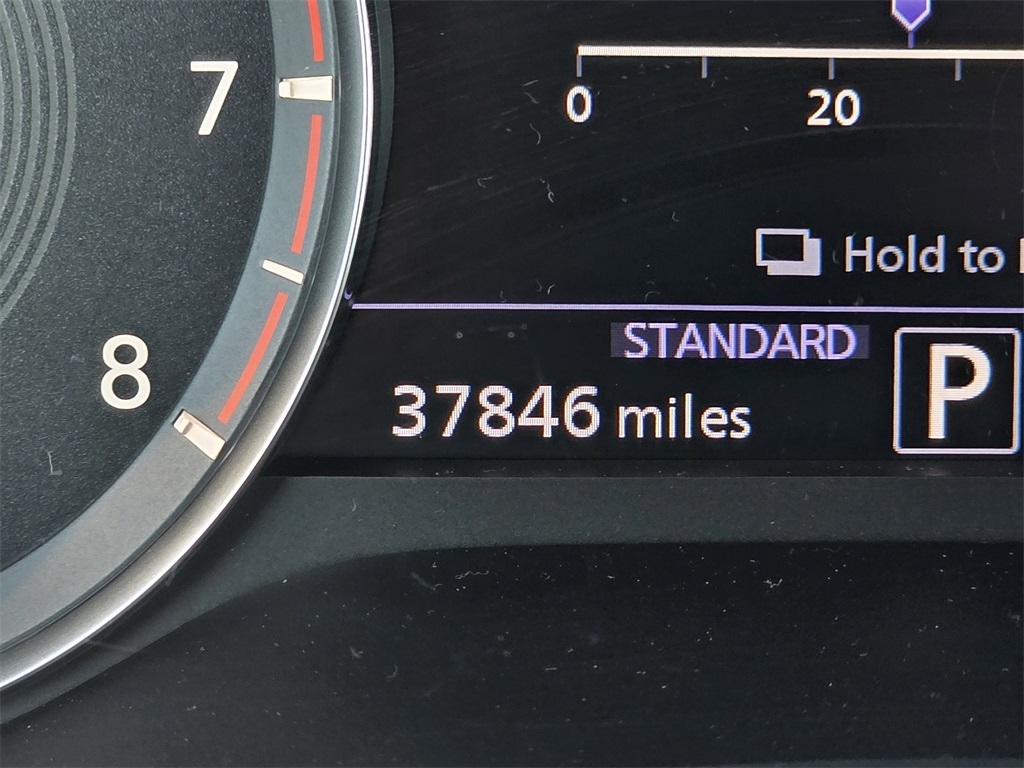 7
0 20
Hold to
STANDARD
8
37846 miles
P